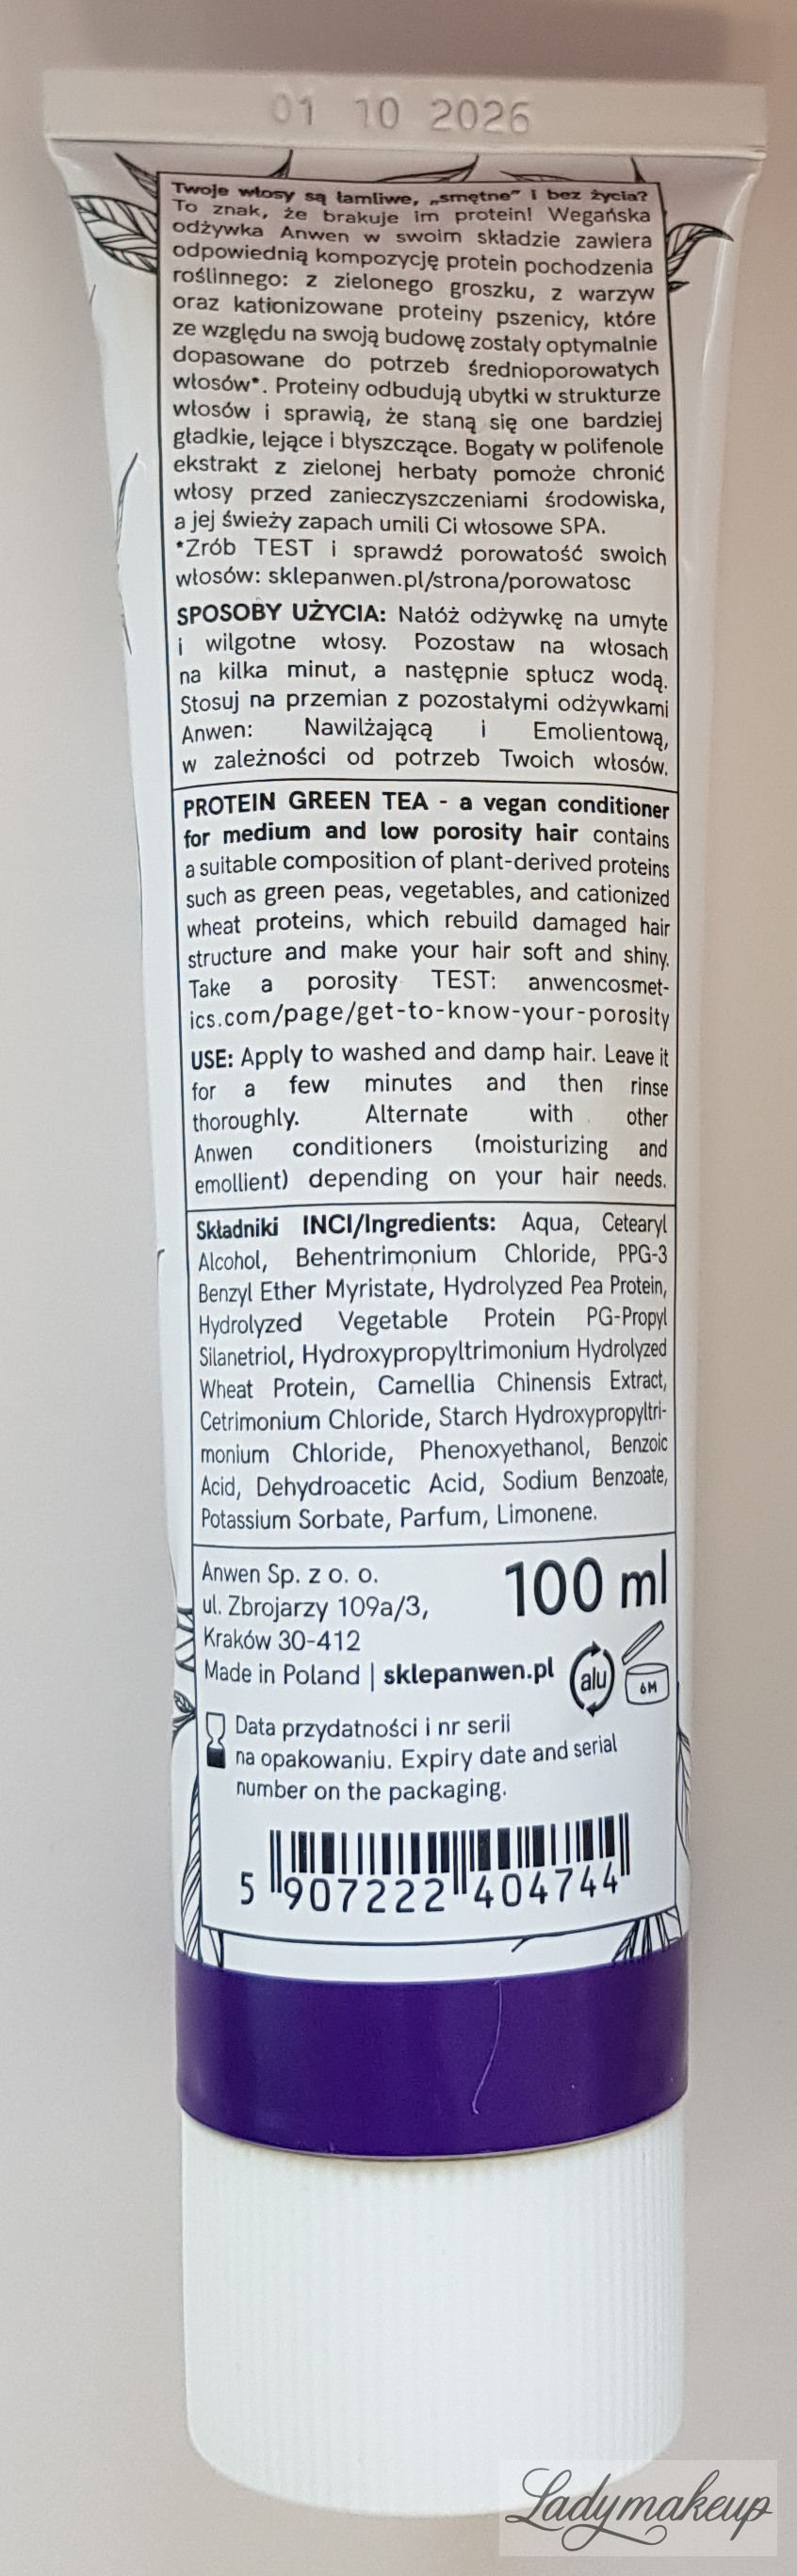 01 10 2026
Twoje włosy są łamliwe, „smętne” i bez życia?
To znak, że brakuje im protein! Wegańska
odżywka Anwen w swoim składzie zawiera
odpowiednią kompozycję protein pochodzenia
roślinnego: z zielonego groszku, z warzyw
oraz kationizowane proteiny pszenicy, które
ze względu na swoją budowę zostały optymalnie
dopasowane do potrzeb średnioporowatych
włosów*. Proteiny odbudują ubytki w strukturze
włosów i sprawią, że staną się one bardziej
gładkie, lejące i błyszczące. Bogaty w polifenole
ekstrakt z zielonej herbaty pomoże chronić
włosy przed zanieczyszczeniami środowiska,
a jej świeży zapach umili Ci włosowe SPA.
*Zrób TEST i sprawdź porowatość swoich
włosów: sklepanwen.pl/strona/porowatosc
SPOSOBY UŻYCIA: Nałóż odżywkę na umyte
i wilgotne włosy. Pozostaw na włosach
na kilka minut, a następnie spłucz wodą.
Stosuj na przemian z pozostałymi odżywkami
Anwen: Nawilżającą i Emolientową,
w zależności od potrzeb Twoich włosów.
PROTEIN GREEN TEA - a vegan conditioner
for medium and low porosity hair contains
a suitable composition of plant-derived proteins
such as green peas, vegetables, and cationized
wheat proteins, which rebuild damaged hair
structure and make your hair soft and shiny.
Take a porosity TEST: anwencosmet-
ics.com/page/get-to-know-your-porosity
USE: Apply to washed and damp hair. Leave it
for a few minutes and then rinse
thoroughly. Alternate with other
Anwen conditioners (moisturizing and
emollient) depending on your hair needs.
Składniki INCI/Ingredients: Aqua, Cetearyl
Alcohol, Behentrimonium Chloride, PPG-3
Benzyl Ether Myristate, Hydrolyzed Pea Protein,
Hydrolyzed Vegetable Protein PG-Propyl
Silanetriol, Hydroxypropyltrimonium Hydrolyzed
Wheat Protein, Camellia Chinensis Extract,
Cetrimonium Chloride, Starch Hydroxypropyltri-
monium Chloride, Phenoxyethanol, Benzoic
Acid, Dehydroacetic Acid, Sodium Benzoate,
Potassium Sorbate, Parfum, Limonene.
Anwen Sp. z o. o.
ul. Zbrojarzy 109a/3,
Kraków 30-412
Made in Poland | sklepanwen.pl
100 ml
alu
6M
Data przydatności i nr serii
na opakowaniu. Expiry date and serial
number on the packaging.
5 907222 404744
Ladymakeup